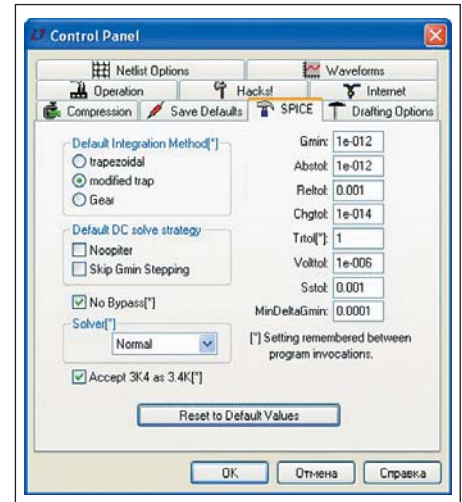 Control Panel
Netlist Options
Waveforms
Operation
Hacks!
Internet
Compression
Save Defaults
SPICE
Drafting Options
Default Integration Method[*]
trapezoidal
modified trap
Gear
Default DC solve strategy
Noopiter
Skip Gmin Stepping
No Bypass[*]
Solver[*]
Normal
Accept 3K4 as 3.4K[*]
Gmin: 1e-012
Abstol: 1e-012
Reltol: 0.001
Chgtol: 1e-014
Trtol[*]: 1
Volttol: 1e-006
Sstol: 0.001
MinDeltaGmin: 0.0001
[*] Setting remembered between
program invocations.
Reset to Default Values
OK
Отмена
Справка